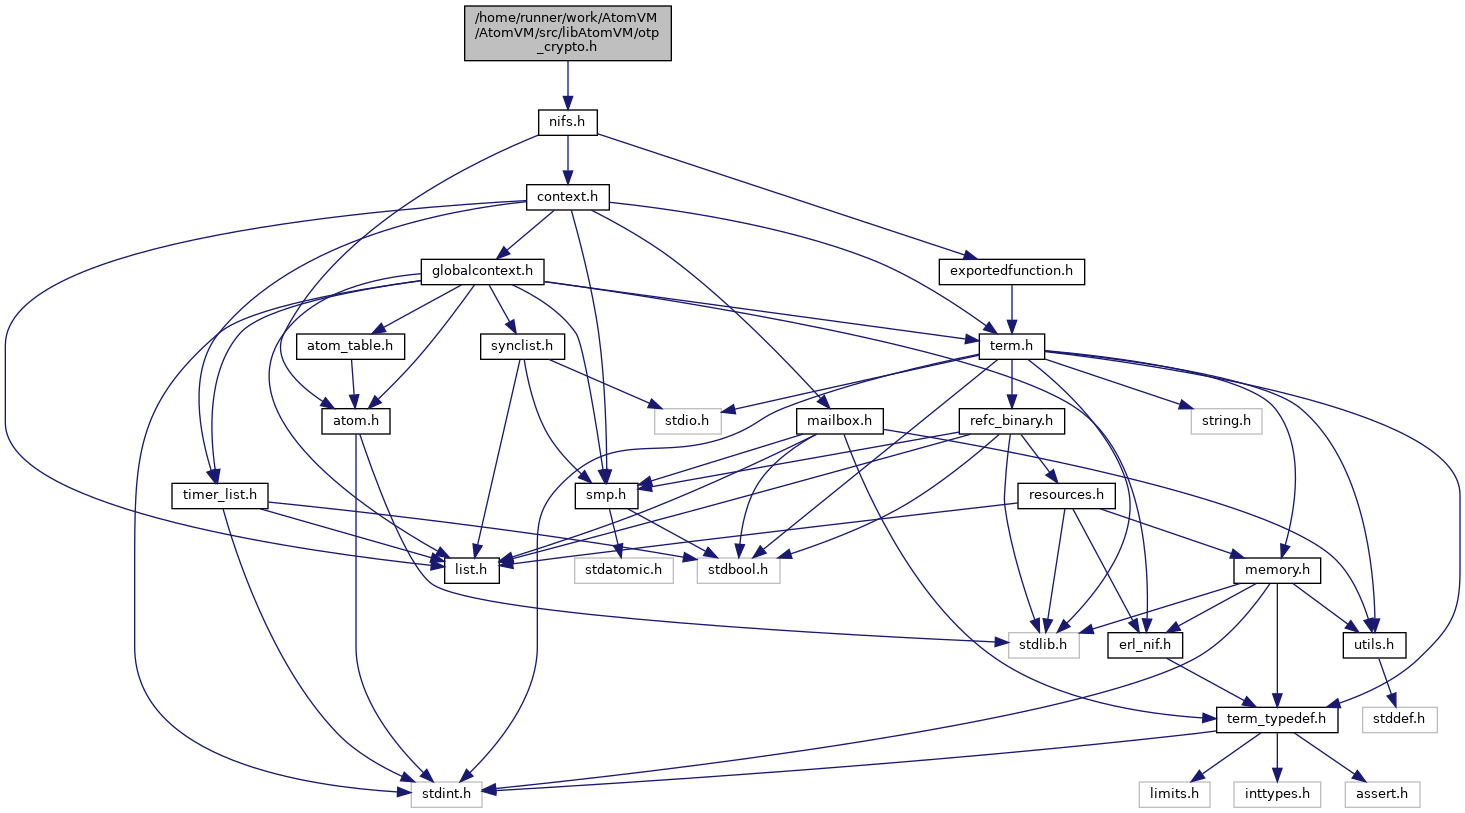 /home/runner/work/AtomVM
/AtomVM/src/libAtomVM/otp
_crypto.h
nifs.h
context.h
globalcontext.h
exportedfunction.h
atom_table.h
synclist.h
term.h
atom.h
stdio.h
mailbox.h
refc_binary.h
string.h
timer_list.h
smp.h
resources.h
list.h
stdatomic.h
stdbool.h
memory.h
stdlib.h
erl_nif.h
utils.h
term_typedef.h
stddef.h
stdint.h
limits.h
inttypes.h
assert.h